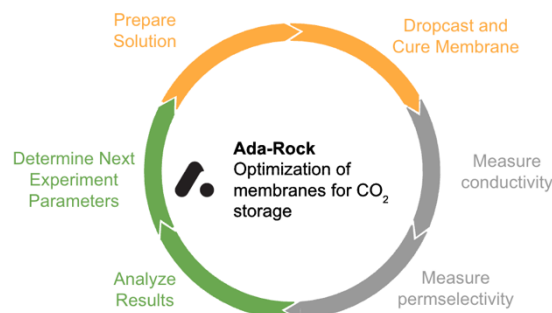 Prepare
Solution
Dropcast and
Cure Membrane
Measure
conductivity
Measure
permselectivity
Analyze
Results
Determine Next
Experiment
Parameters
Ada-Rock
Optimization of
membranes for CO₂
storage